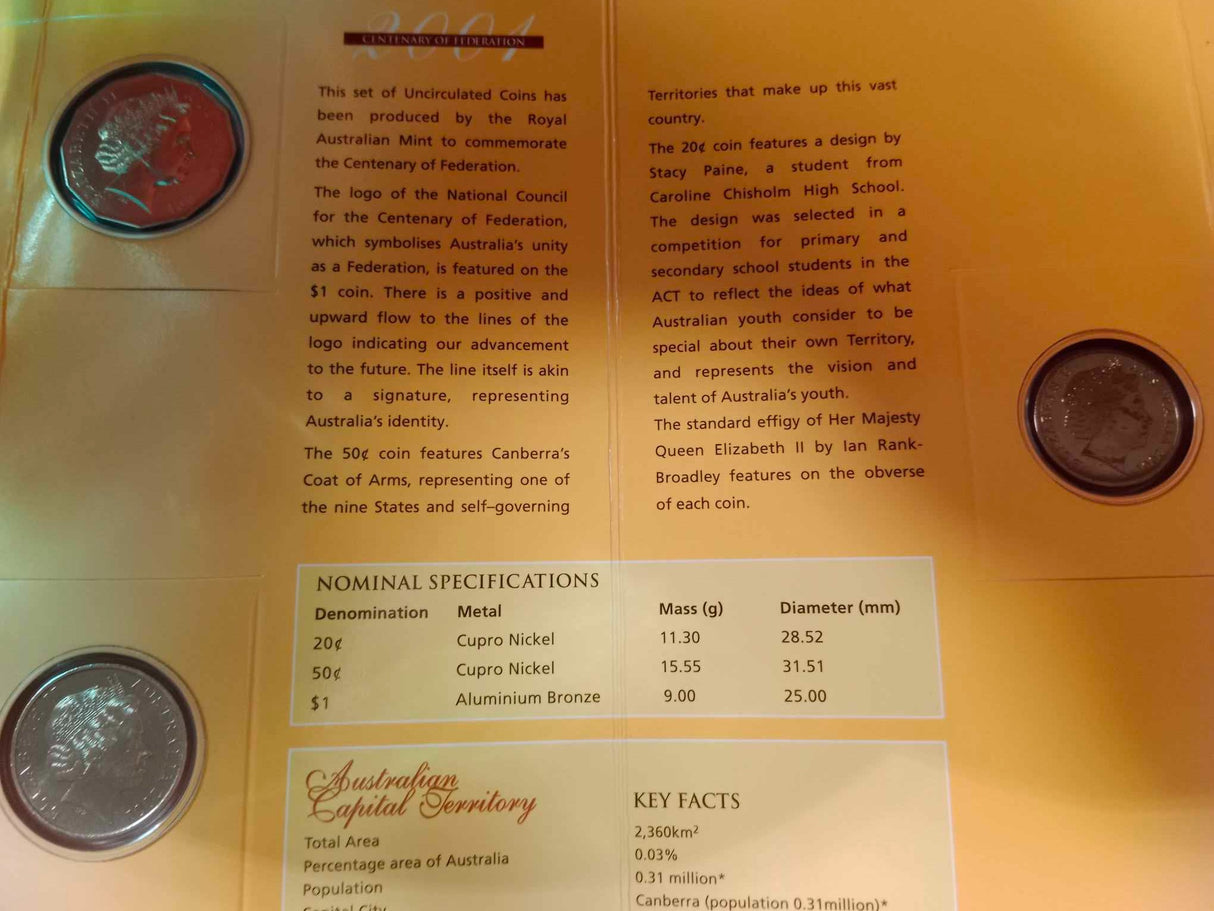 2001
CENTENARY OF FEDERATION
This set of Uncirculated Coins has
been produced by the Royal
Australian Mint to commemorate
the Centenary of Federation.
The logo of the National Council
for the Centenary of Federation,
which symbolises Australia's unity
as a Federation, is featured on the
$1 coin. There is a positive and
upward flow to the lines of the
logo indicating our advancement
to the future. The line itself is akin
to a signature, representing
Australia's identity.
The 50¢ coin features Canberra's
Coat of Arms, representing one of
the nine States and self–governing
Territories that make up this vast
country.
The 20¢ coin features a design by
Stacy Paine, a student from
Caroline Chisholm High School.
The design was selected in a
competition for primary and
secondary school students in the
ACT to reflect the ideas of what
Australian youth consider to be
special about their own Territory,
and represents the vision and
talent of Australia's youth.
The standard effigy of Her Majesty
Queen Elizabeth II by Ian Rank-
Broadley features on the obverse
of each coin.
NOMINAL SPECIFICATIONS
Denomination Metal Mass (g) Diameter (mm)
20¢ Cupro Nickel 11.30 28.52
50¢ Cupro Nickel 15.55 31.51
$1 Aluminium Bronze 9.00 25.00
Australian
Capital Territory
KEY FACTS
Total Area 2,360km²
Percentage area of Australia 0.03%
Population 0.31 million*
Capital City Canberra (population 0.31million)*